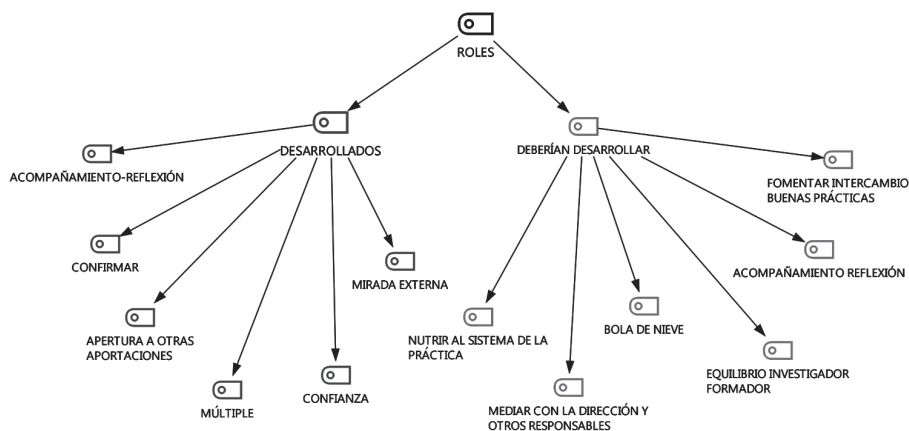 ROLES
DESARROLLADOS
DEBERÍAN DESARROLLAR
ACOMPAÑAMIENTO-REFLEXIÓN
CONFIRMAR
APERTURA A OTRAS
APORTACIONES
MÚLTIPLE
CONFIANZA
MIRADA EXTERNA
NUTRIR AL SISTEMA DE LA
PRÁCTICA
MEDIAR CON LA DIRECCIÓN Y
OTROS RESPONSABLES
BOLA DE NIEVE
EQUILIBRIO INVESTIGADOR
FORMADOR
ACOMPAÑAMIENTO REFLEXIÓN
FOMENTAR INTERCAMBIO
BUENAS PRÁCTICAS